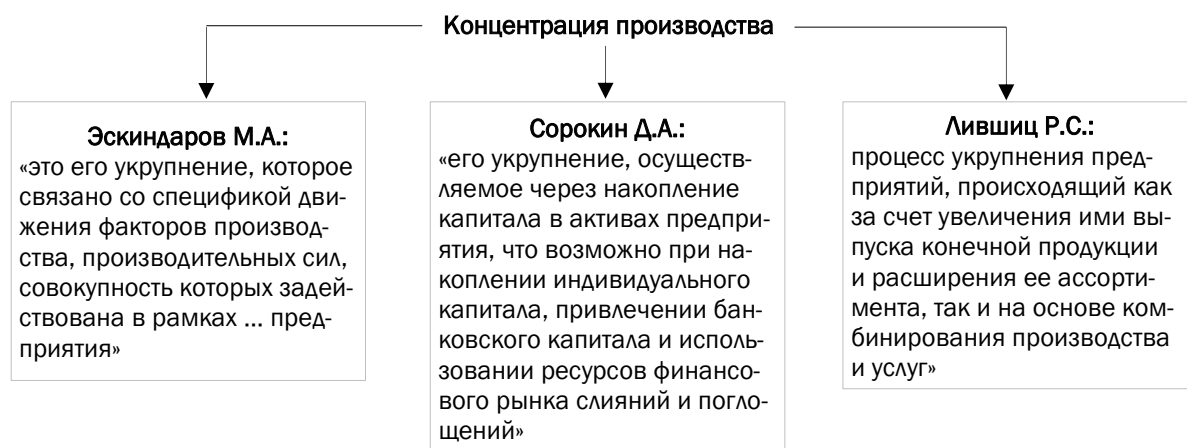 Концентрация производства
Эскиндаров М.А.:
«это его укрупнение, которое
связано со спецификой дви-
жения факторов производ-
ства, производительных сил,
совокупность которых задей-
ствована в рамках ... пред-
приятия»
Сорокин Д.А.:
«его укрупнение, осуществ-
ляемое через накопление
капитала в активах предпри-
ятия, что возможно при на-
коплении индивидуального
капитала, привлечении бан-
ковского капитала и исполь-
зовании ресурсов финансо-
вого рынка слияний и погло-
щений»
Лившиц Р.С.:
процесс укрупнения пред-
приятий, происходящий как
за счет увеличения ими вы-
пуска конечной продукции
и расширения ее ассорти-
мента, так и на основе ком-
бинирования производства
и услуг»